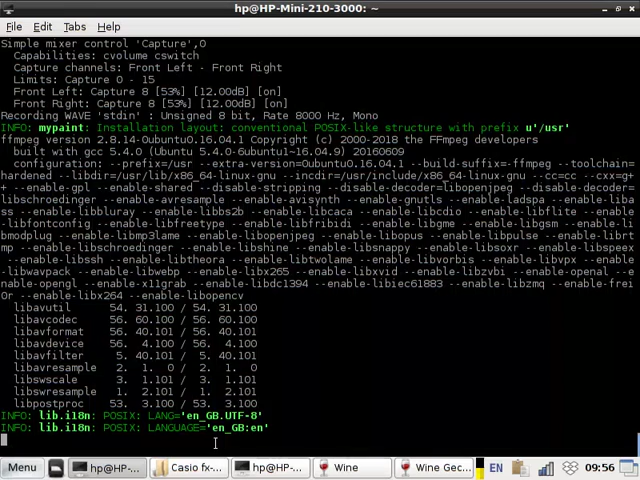 hp@HP-Mini-210-3000: ~
File Edit Tabs Help
Simple mixer control 'Capture',0
Capabilities: cvolume cswitch
Capture channels: Front Left - Front Right
Limits: Capture 0 - 15
Front Left: Capture 8 [53%] [12.00dB] [on]
Front Right: Capture 8 [53%] [12.00dB] [on]
Recording WAVE 'stdin' : Unsigned 8 bit, Rate 8000 Hz, Mono
INFO: mypaint: Installation layout: conventional POSIX-like structure with prefix u'/usr'
ffmpeg version 2.8.14-0ubuntu0.16.04.1 Copyright (c) 2000-2018 the FFmpeg developers
built with gcc 5.4.0 (Ubuntu 5.4.0-6ubuntu1~16.04.9) 20160609
configuration: --prefix=/usr --extra-version=0ubuntu0.16.04.1 --build-suffix=-ffmpeg --toolchain=
hardened --libdir=/usr/lib/x86_64-linux-gnu --incdir=/usr/include/x86_64-linux-gnu --cc=cc --cxx=g+
+ --enable-gpl --enable-shared --disable-stripping --disable-decoder=libopenjpeg --disable-decoder=
libschroedinger --enable-avresample --enable-avisynth --enable-gnutls --enable-ladspa --enable-liba
ss --enable-libbluray --enable-libbs2b --enable-libcaca --enable-libcdio --enable-libflite --enable
-libfontconfig --enable-libfreetype --enable-libfribidi --enable-libgme --enable-libgsm --enable-li
bmodplug --enable-libmp3lame --enable-libopenjpeg --enable-libopus --enable-libpulse --enable-librt
mp --enable-libschroedinger --enable-libshine --enable-libsnappy --enable-libsoxr --enable-libspeex
--enable-libssh --enable-libtheora --enable-libtwolame --enable-libvorbis --enable-libvpx --enable
-libwavpack --enable-libwebp --enable-libx265 --enable-libxvid --enable-libzvbi --enable-openal --e
nable-opengl --enable-x11grab --enable-libdc1394 --enable-libiec61883 --enable-libzmq --enable-frei
0r --enable-libx264 --enable-libopencv
libavutil 54. 31.100 / 54. 31.100
libavcodec 56. 60.100 / 56. 60.100
libavformat 56. 40.101 / 56. 40.101
libavdevice 56. 4.100 / 56. 4.100
libavfilter 5. 40.101 / 5. 40.101
libavresample 2. 1. 0 / 2. 1. 0
libswscale 3. 1.101 / 3. 1.101
libswresample 1. 2.101 / 1. 2.101
libpostproc 53. 3.100 / 53. 3.100
INFO: lib.i18n: POSIX: LANG='en_GB.UTF-8'
INFO: lib.i18n: POSIX: LANGUAGE='en_GB:en'
Menu hp@HP-... Casio fx-... hp@HP-... Wine Wine Gec... EN 09:56